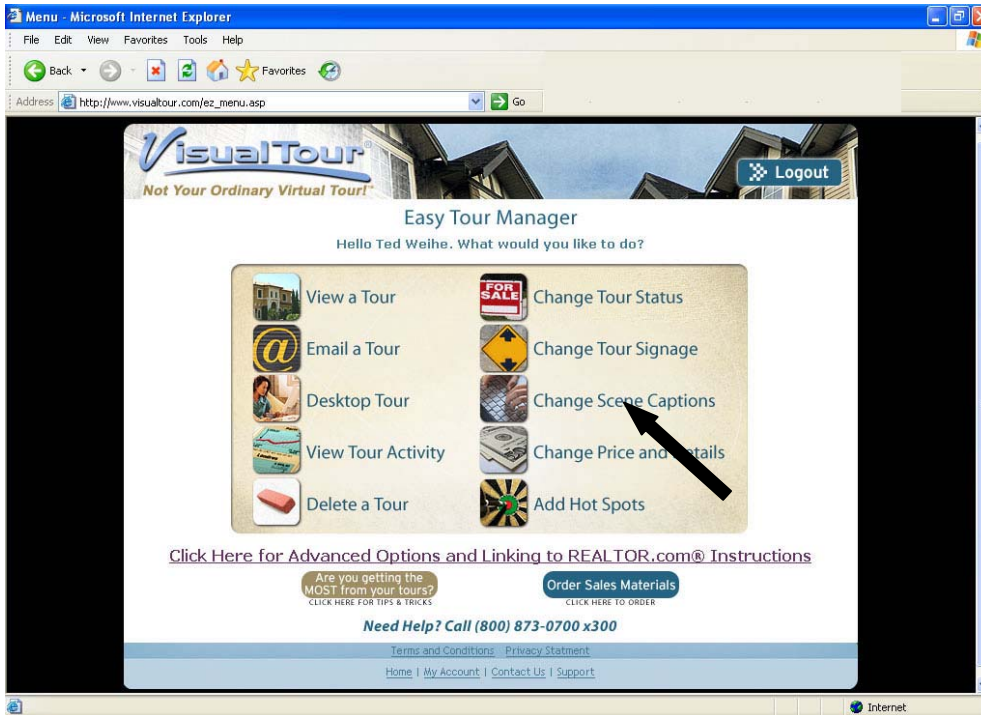 Menu - Microsoft Internet Explorer
File Edit View Favorites Tools Help
Back Favorites
Address http://www.visualtour.com/ez_menu.asp Go
VisualTour®
Not Your Ordinary Virtual Tour!
Logout
Easy Tour Manager
Hello Ted Weihe. What would you like to do?
View a Tour
FOR SALE
Change Tour Status
@
Email a Tour
Change Tour Signage
Desktop Tour
Change Scene Captions
View Tour Activity
Change Price and Details
Delete a Tour
Add Hot Spots
Click Here for Advanced Options and Linking to REALTOR.com® Instructions
Are you getting the
MOST from your tours?
CLICK HERE FOR TIPS & TRICKS
Order Sales Materials
CLICK HERE TO ORDER
Need Help? Call (800) 873-0700 x300
Terms and Conditions Privacy Statment
Home | My Account | Contact Us | Support
Internet